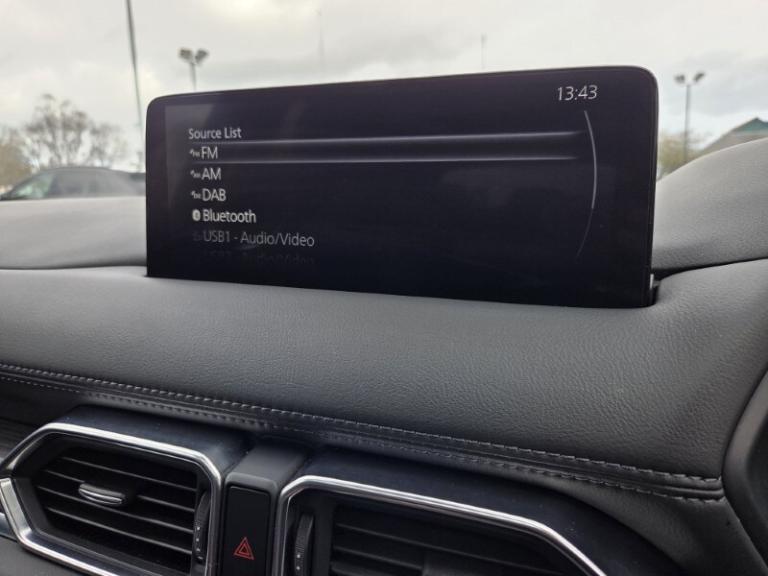 13:43
Source List
FM
AM
DAB
Bluetooth
USB1 - Audio/Video